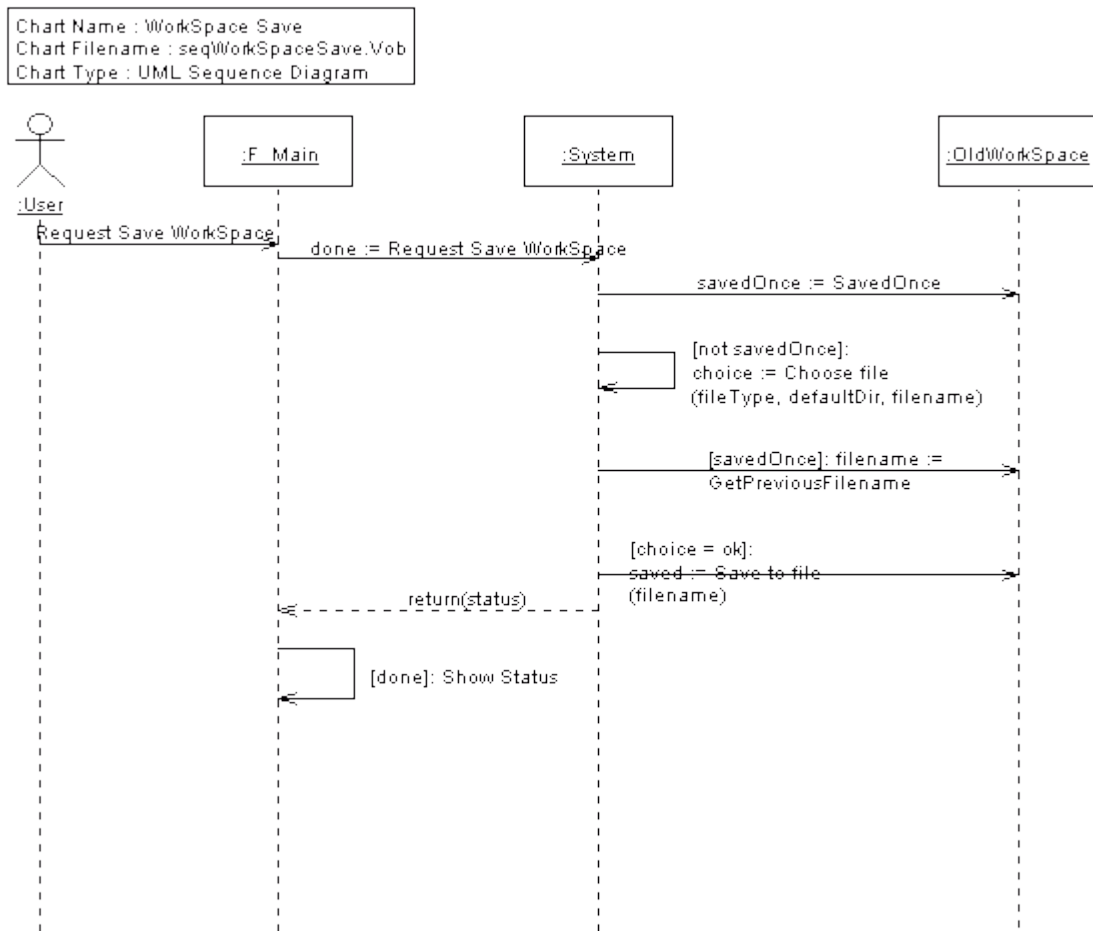 Chart Name : WorkSpace Save
Chart Filename : seqWorkSpaceSave.Vob
Chart Type : UML Sequence Diagram
:User
:F_Main
:System
:OldWorkSpace
Request Save WorkSpace
done := Request Save WorkSpace
savedOnce := SavedOnce
[not savedOnce]:
choice := Choose file
(fileType, defaultDir, filename)
[savedOnce]: filename :=
GetPreviousFilename
[choice = ok]:
saved := Save to file
(filename)
return(status)
[done]: Show Status